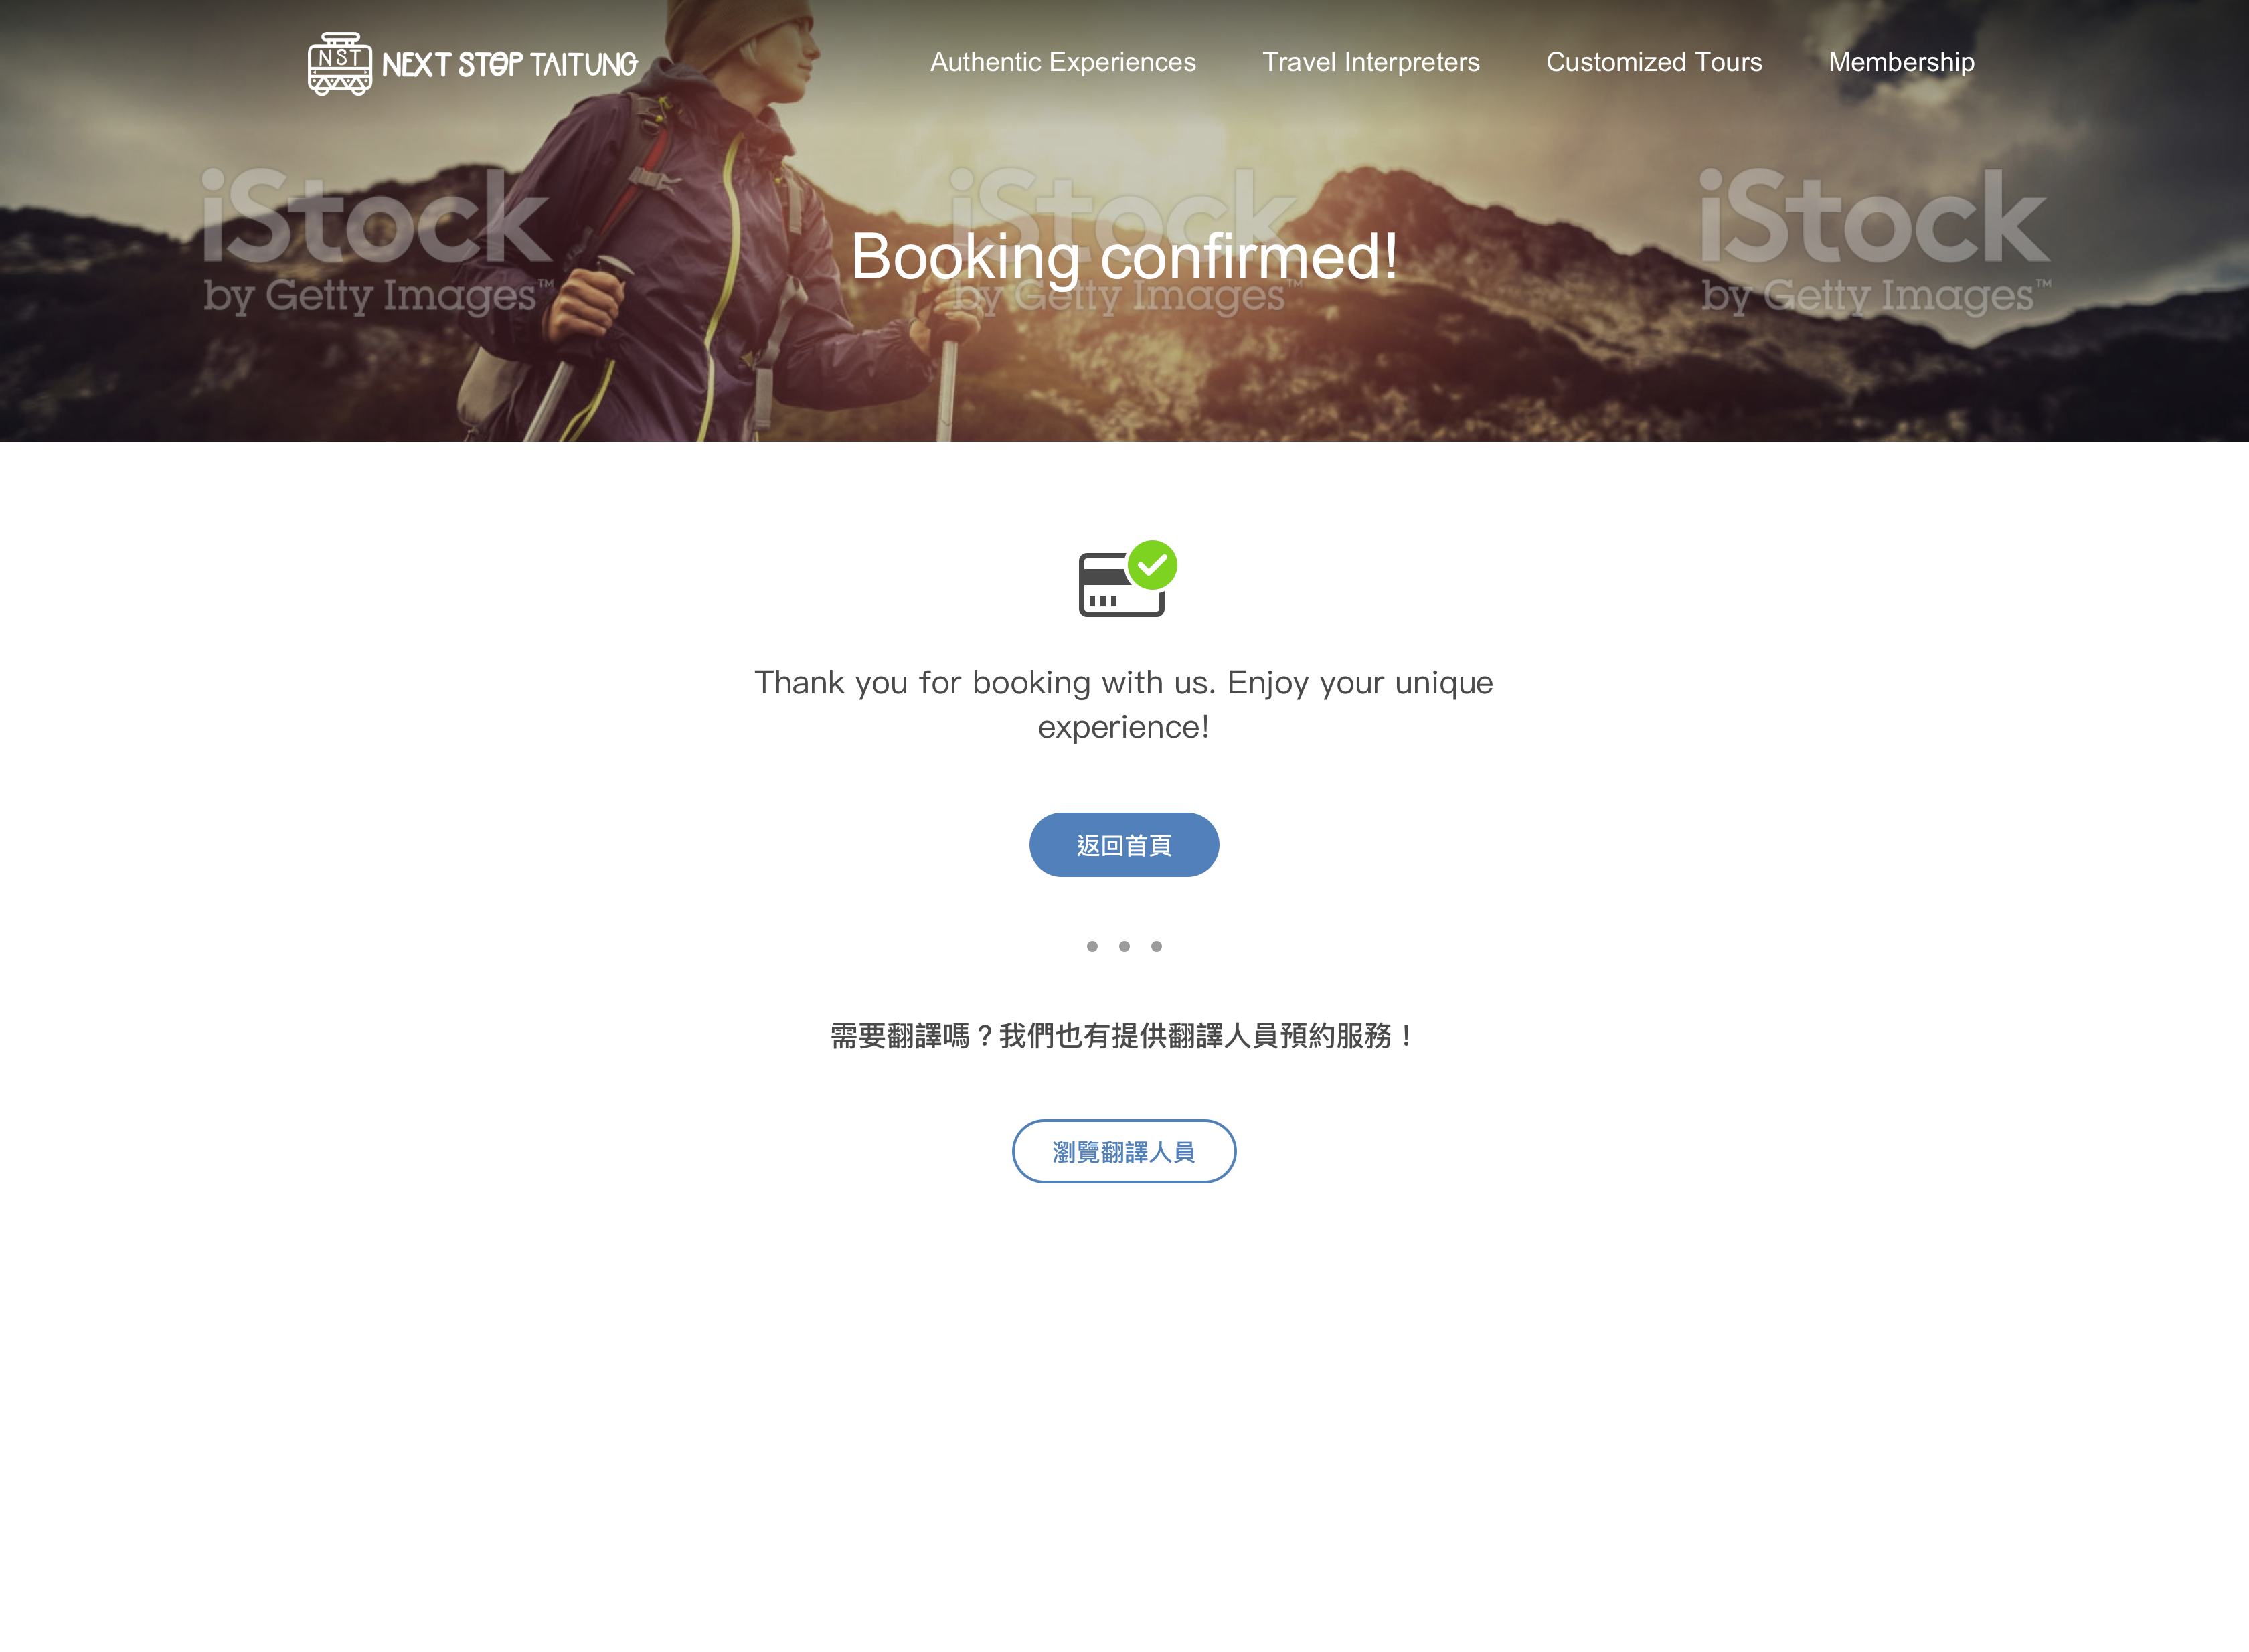 NST NEXT STOP TAITUNG
Authentic Experiences
Travel Interpreters
Customized Tours
Membership
iStock
by Getty Images™
iStock
by Getty Images™
iStock
by Getty Images™
Booking confirmed!
Thank you for booking with us. Enjoy your unique
experience!
返回首頁
需要翻譯嗎？我們也有提供翻譯人員預約服務！
瀏覽翻譯人員